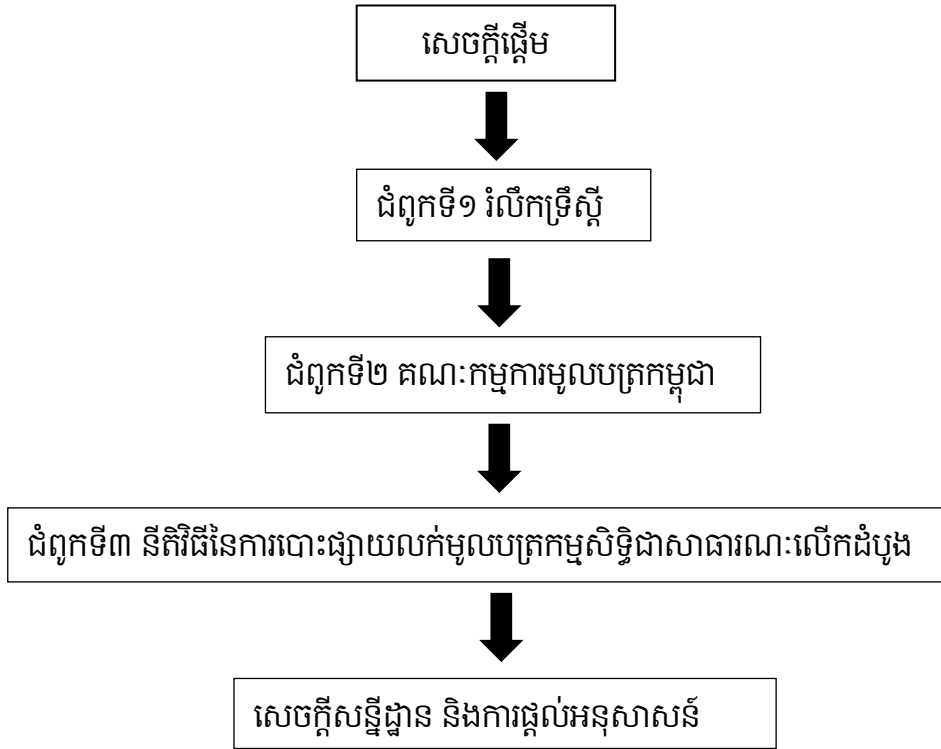 សេចក្តីផ្តើម
ជំពូកទី១ រំលឹកទ្រឹស្តី
ជំពូកទី២ គណៈកម្មការមូលបត្រកម្ពុជា
ជំពូកទី៣ នីតិវិធីនៃការបោះផ្សាយលក់មូលបត្រកម្មសិទ្ធិជាសាធារណៈលើកដំបូង
សេចក្តីសន្នីដ្ឋាន និងការផ្តល់អនុសាសន៍